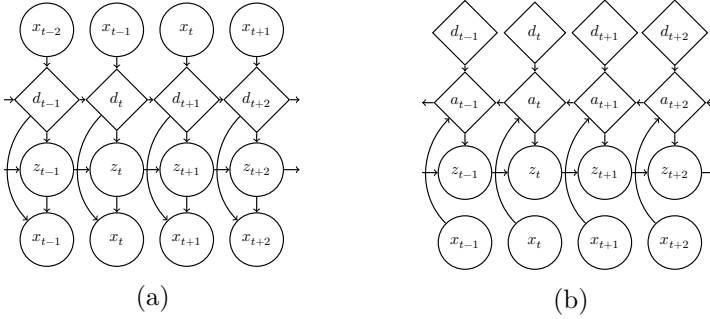 x_{t-2} x_{t-1} x_t x_{t+1}
d_{t-1} d_t d_{t+1} d_{t+2}
z_{t-1} z_t z_{t+1} z_{t+2}
x_{t-1} x_t x_{t+1} x_{t+2}
(a)
d_{t-1} d_t d_{t+1} d_{t+2}
a_{t-1} a_t a_{t+1} a_{t+2}
z_{t-1} z_t z_{t+1} z_{t+2}
x_{t-1} x_t x_{t+1} x_{t+2}
(b)